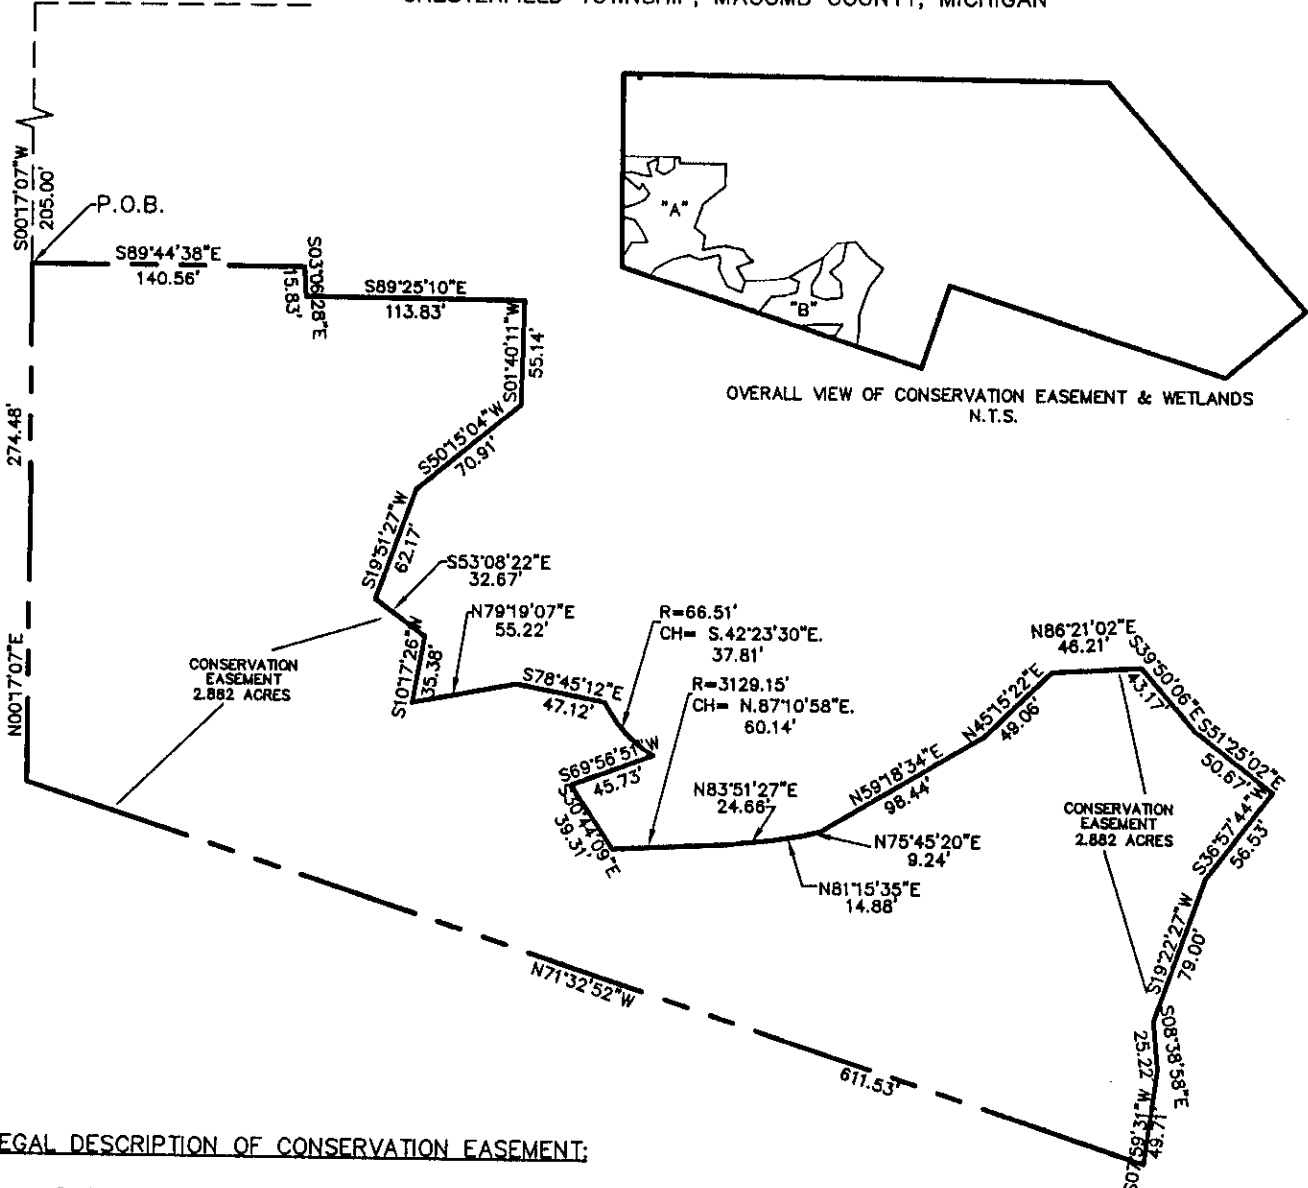 CHESTERFIELD TOWNSHIP, MACOMB COUNTY, MICHIGAN
S00°17'07"W
205.00'
P.O.B.
S89°44'38"E
140.56'
S03°06'28"E
15.83'
S89°25'10"E
113.83'
S01°40'11"W
55.14'
S50°15'04"W
70.91'
S19°51'27"W
62.17'
S53°08'22"E
32.67'
S10°17'26"W
35.38'
N79°19'07"E
55.22'
S78°45'12"E
47.12'
R=66.51'
CH= S.42°23'30"E.
37.81'
R=3129.15'
CH= N.87°10'58"E.
60.14'
S69°56'51"W
45.73'
S30°44'09"E
39.31'
N83°51'27"E
24.66'
N81°15'35"E
14.88'
N75°45'20"E
9.24'
N59°18'34"E
98.44'
N45°15'22"E
49.06'
N86°21'02"E
46.21'
S39°50'06"E
43.17'
S51°25'02"E
50.67'
S36°57'44"W
56.53'
S19°22'27"W
79.00'
S08°38'58"E
25.22
S07°59'31"W
49.71'
N71°32'52"W
611.53'
N00°17'07"E
274.48'
CONSERVATION
EASEMENT
2.882 ACRES
CONSERVATION
EASEMENT
2.882 ACRES
"A"
"B"
OVERALL VIEW OF CONSERVATION EASEMENT & WETLANDS
N.T.S.
EGAL DESCRIPTION OF CONSERVATION EASEMENT: